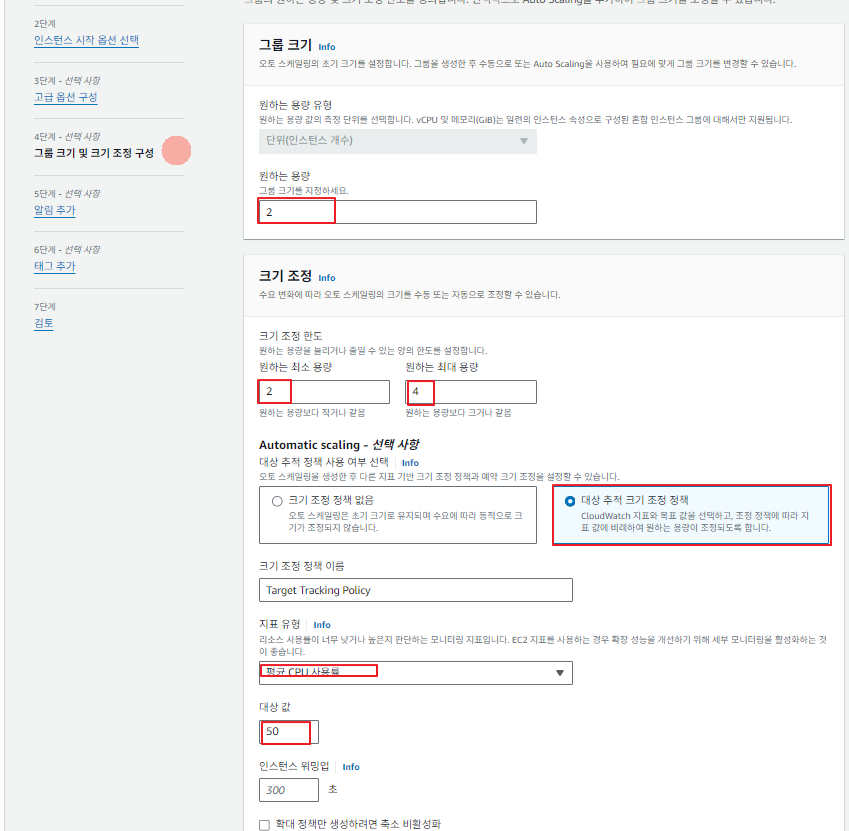 2단계
인스턴스 시작 옵션 선택
3단계 - 선택 사항
고급 옵션 구성
4단계 - 선택 사항
그룹 크기 및 크기 조정 구성
5단계 - 선택 사항
알림 추가
6단계 - 선택 사항
태그 추가
7단계
검토
그룹 크기 Info
오토 스케일링의 초기 크기를 설정합니다. 그룹을 생성한 후 수동으로 또는 Auto Scaling을 사용하여 필요에 맞게 그룹 크기를 변경할 수 있습니다.
원하는 용량 유형
원하는 용량 값의 측정 단위를 선택합니다. vCPU 및 메모리(GiB)는 일련의 인스턴스 속성으로 구성된 혼합 인스턴스 그룹에 대해서만 지원됩니다.
단위(인스턴스 개수)
원하는 용량
그룹 크기를 지정하세요.
2
크기 조정 Info
수요 변화에 따라 오토 스케일링의 크기를 수동 또는 자동으로 조정할 수 있습니다.
크기 조정 한도
원하는 용량을 늘리거나 줄일 수 있는 양의 한도를 설정합니다.
원하는 최소 용량 원하는 최대 용량
2 4
원하는 용량보다 적거나 같음 원하는 용량보다 크거나 같음
Automatic scaling - 선택 사항
대상 추적 정책 사용 여부 선택 Info
오토 스케일링을 생성한 후 다른 지표 기반 크기 조정 정책과 예약 크기 조정을 설정할 수 있습니다.
크기 조정 정책 없음
오토 스케일링은 초기 크기로 유지되며 수요에 따라 동적으로 크
기가 조정되지 않습니다.
대상 추적 크기 조정 정책
CloudWatch 지표와 목표 값을 선택하고, 조정 정책에 따라 지
표 값에 비례하여 원하는 용량이 조정되도록 합니다.
크기 조정 정책 이름
Target Tracking Policy
지표 유형 Info
리소스 사용률이 너무 낮거나 높은지 판단하는 모니터링 지표입니다. EC2 지표를 사용하는 경우 확장 성능을 개선하기 위해 세부 모니터링을 활성화하는 것
이 좋습니다.
평균 CPU 사용률
대상 값
50
인스턴스 워밍업 Info
300 초
확대 정책만 생성하려면 축소 비활성화